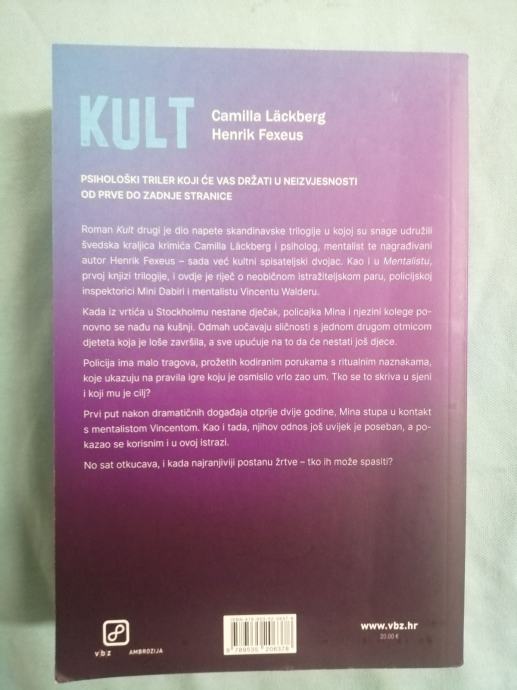 KULT
Camilla Läckberg
Henrik Fexeus
PSIHOLOŠKI TRILER KOJI ĆE VAS DRŽATI U NEIZVJESNOSTI
OD PRVE DO ZADNJE STRANICE
Roman Kult drugi je dio napete skandinavske trilogije u kojoj su snage udružili
švedska kraljica krimića Camilla Läckberg i psiholog, mentalist te nagrađivani
autor Henrik Fexeus – sada već kultni spisateljski dvojac. Kao i u Mentalistu,
prvoj knjizi trilogije, i ovdje je riječ o neobičnom istražiteljskom paru, policijskoj
inspektorici Mini Dabiri i mentalistu Vincentu Walderu.
Kada iz vrtića u Stockholmu nestane dječak, policajka Mina i njezini kolege po-
novno se nađu na kušnji. Odmah uočavaju sličnosti s jednom drugom otmicom
djeteta koja je loše završila, a sve upućuje na to da će nestati još djece.
Policija ima malo tragova, prožetih kodiranim porukama s ritualnim naznakama,
koje ukazuju na pravila igre koju je osmislio vrlo zao um. Tko se to skriva u sjeni
i koji mu je cilj?
Prvi put nakon dramatičnih događaja otprije dvije godine, Mina stupa u kontakt
s mentalistom Vincentom. Kao i tada, njihov odnos još uvijek je poseban, a po-
kazao se korisnim i u ovoj istrazi.
No sat otkucava, i kada najranjiviji postanu žrtve – tko ih može spasiti?
vbz
AMBROZIJA
www.vbz.hr
20.00 €